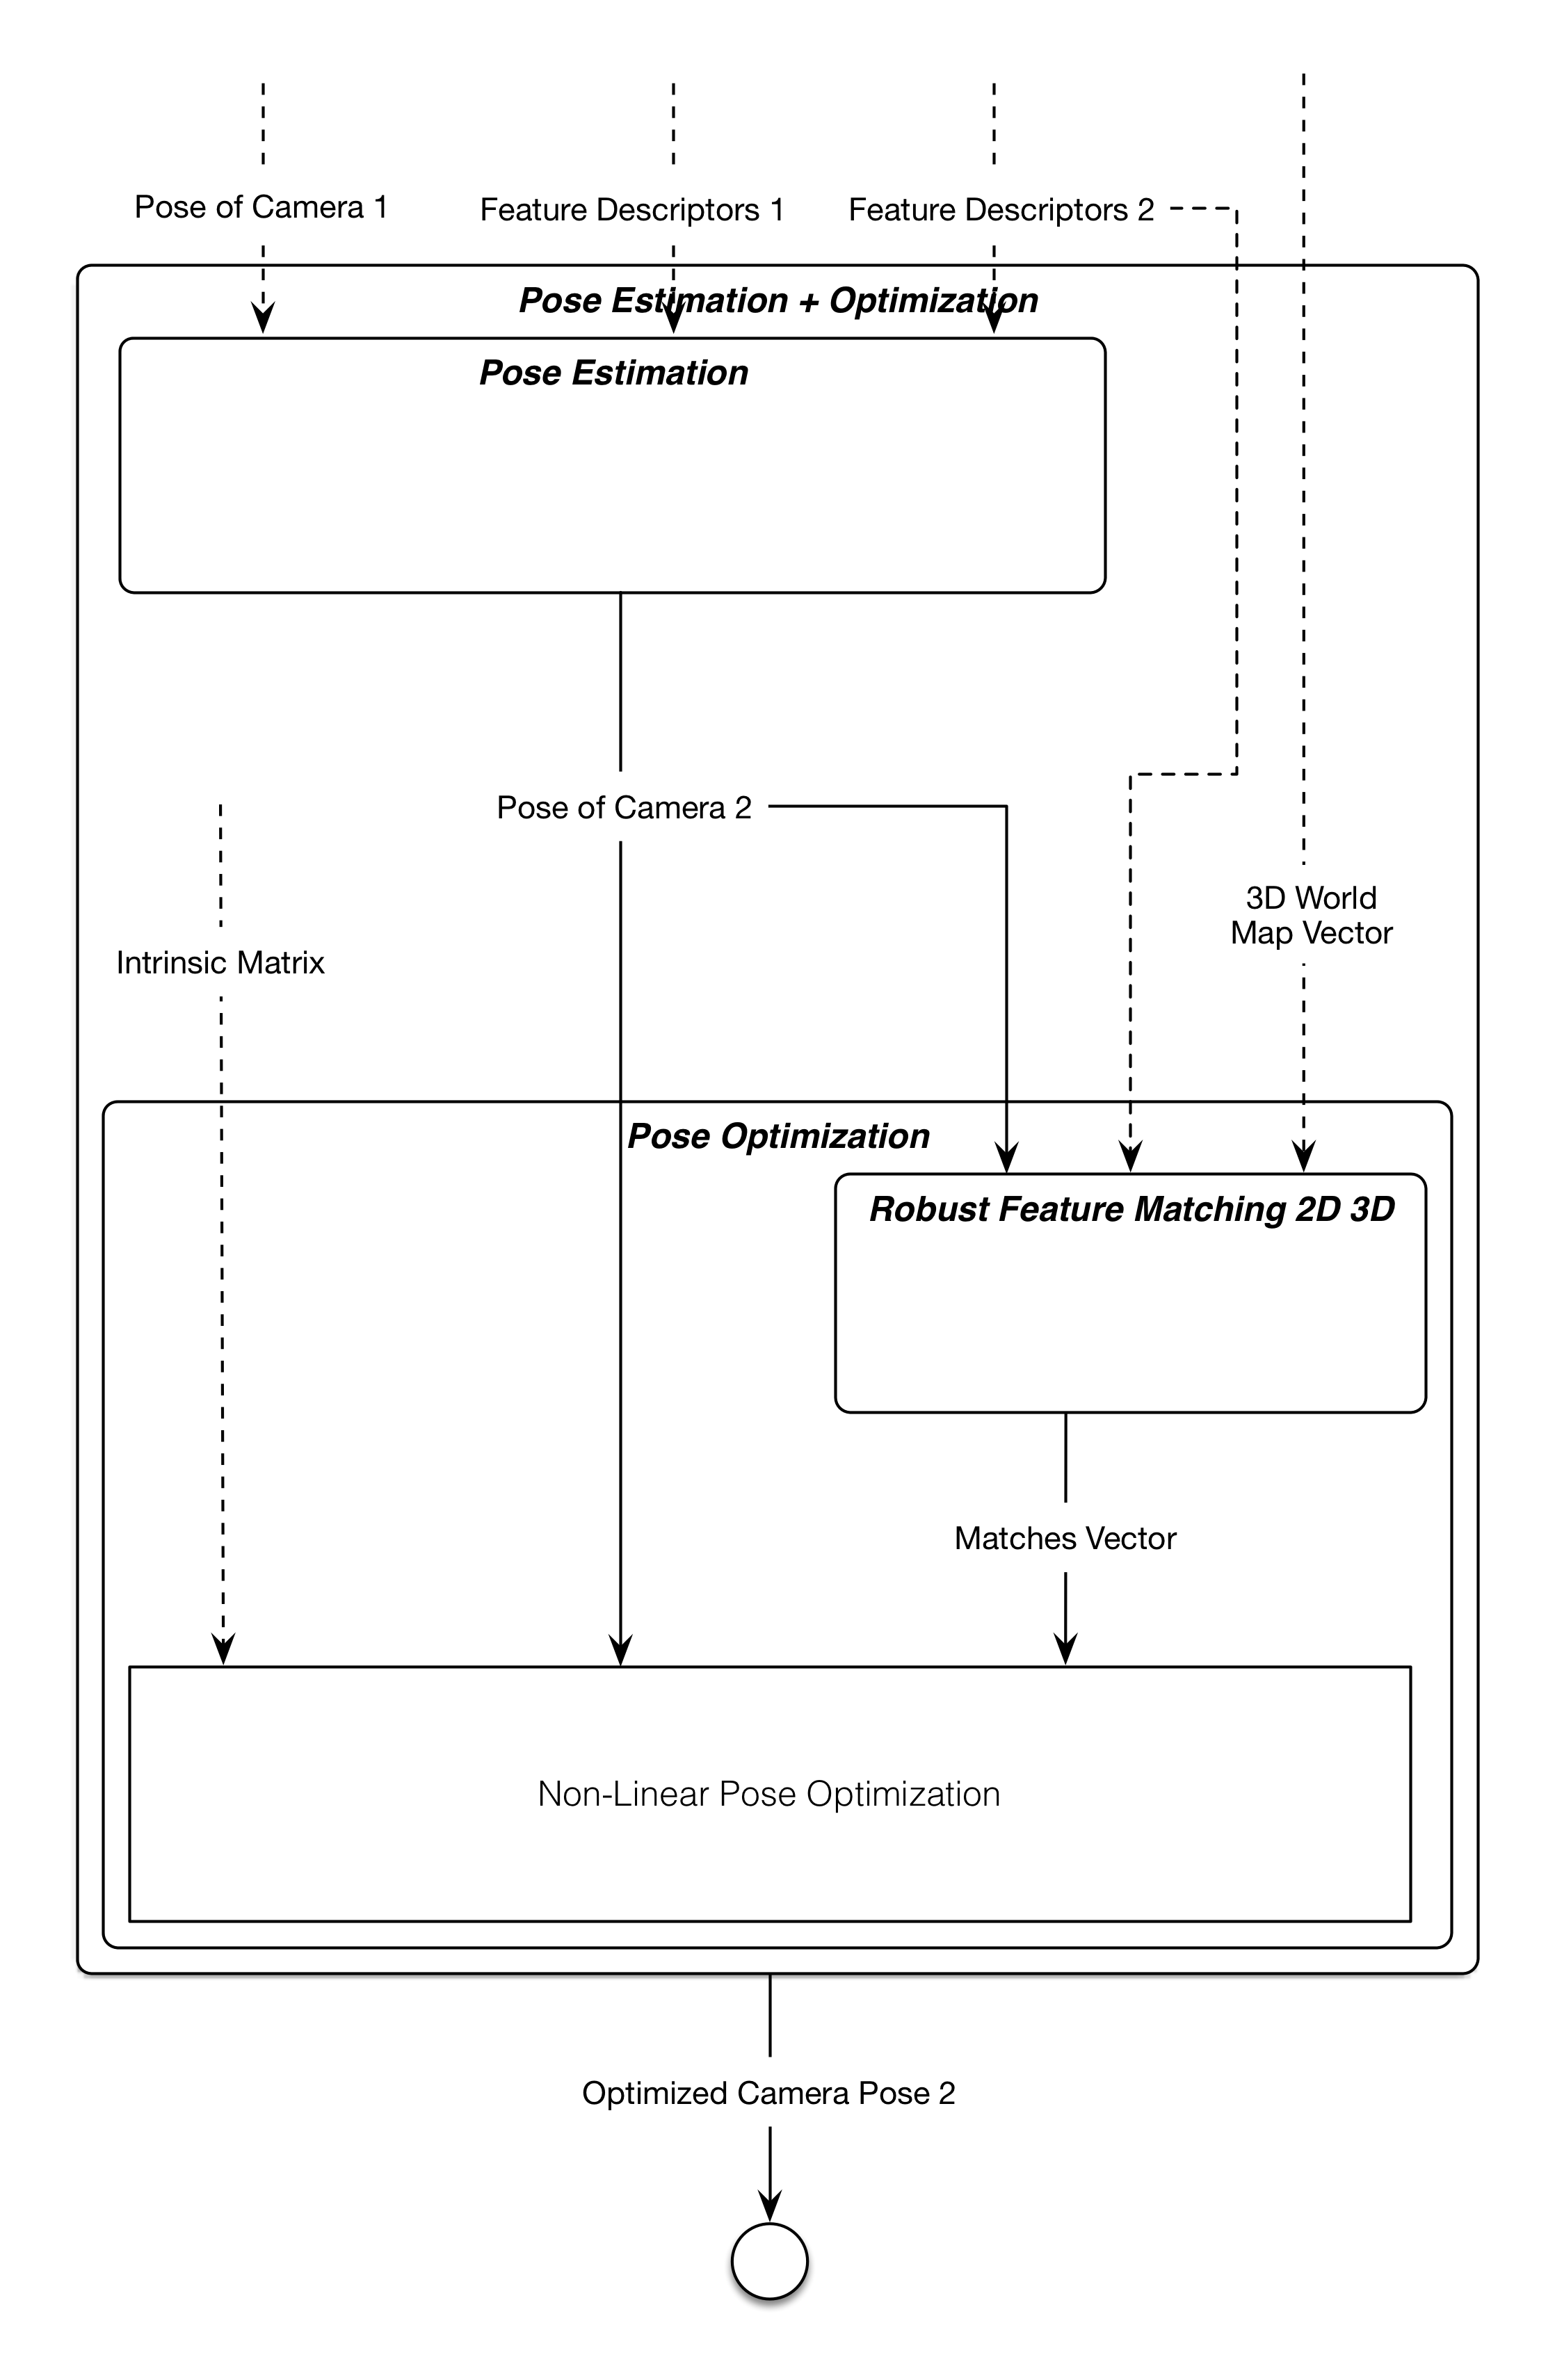 Pose of Camera 1
Feature Descriptors 1
Feature Descriptors 2
Pose Estimation + Optimization
Pose Estimation
Pose of Camera 2
3D World
Map Vector
Intrinsic Matrix
Pose Optimization
Robust Feature Matching 2D 3D
Matches Vector
Non-Linear Pose Optimization
Optimized Camera Pose 2